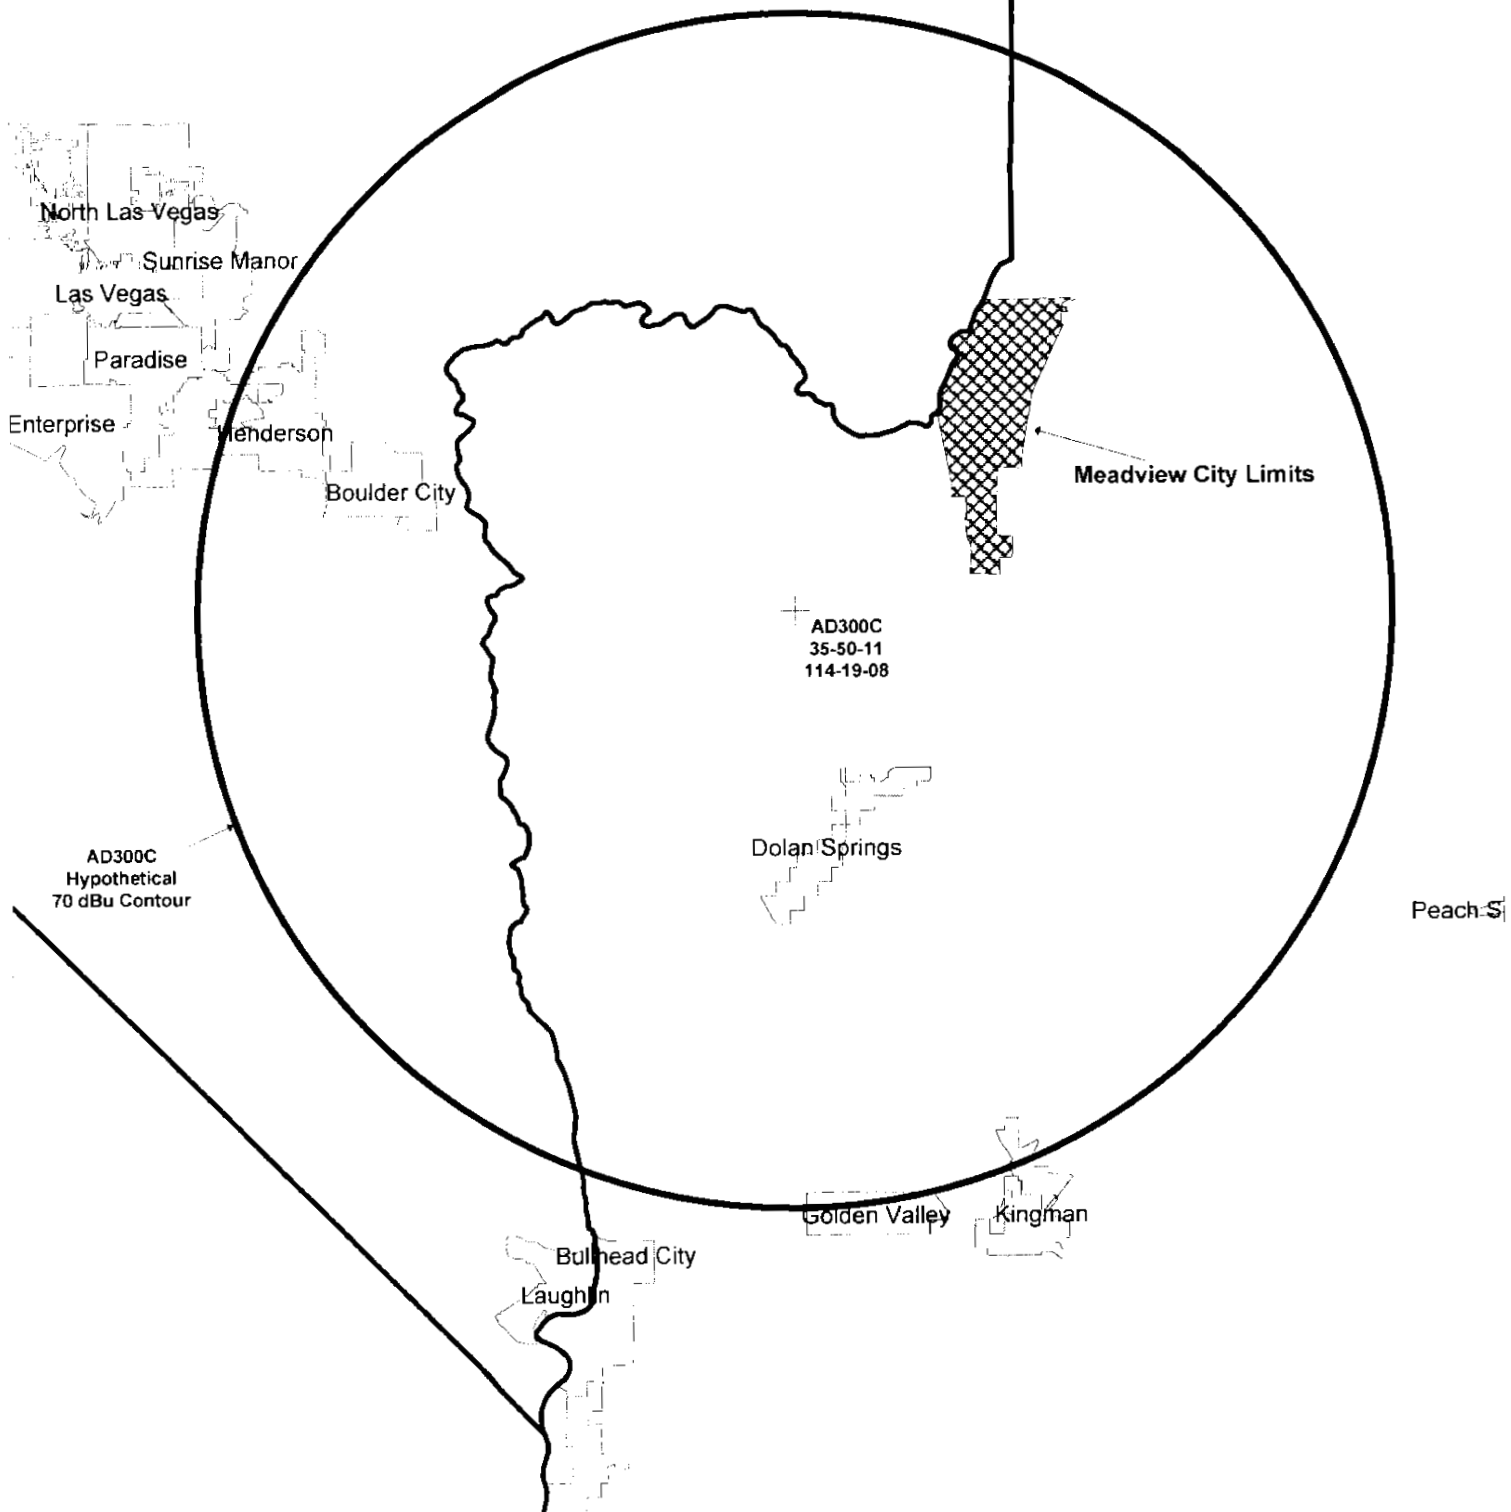 North Las Vegas
Sunrise Manor
Las Vegas
Paradise
Enterprise
Henderson
Boulder City
Meadview City Limits
AD300C
35-50-11
114-19-08
Dolan Springs
AD300C
Hypothetical
70 dBu Contour
Peach S
Golden Valley
Kingman
Bullhead City
Laughlin